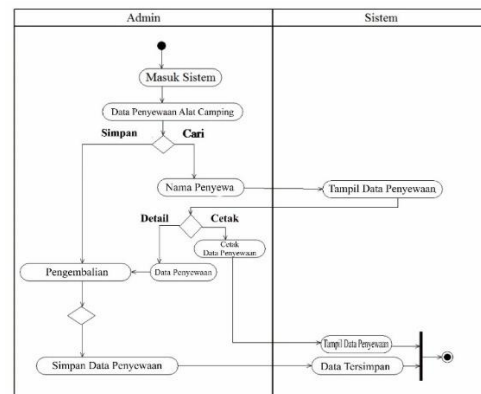 Admin
Sistem
Masuk Sistem
Data Penyewaan Alat Camping
Simpan
Cari
Nama Penyewa
Tampil Data Penyewaan
Detail
Cetak
Cetak
Data Penyewaan
Pengembalian
Data Penyewaan
Tampil Data Penyewaan
Simpan Data Penyewaan
Data Tersimpan